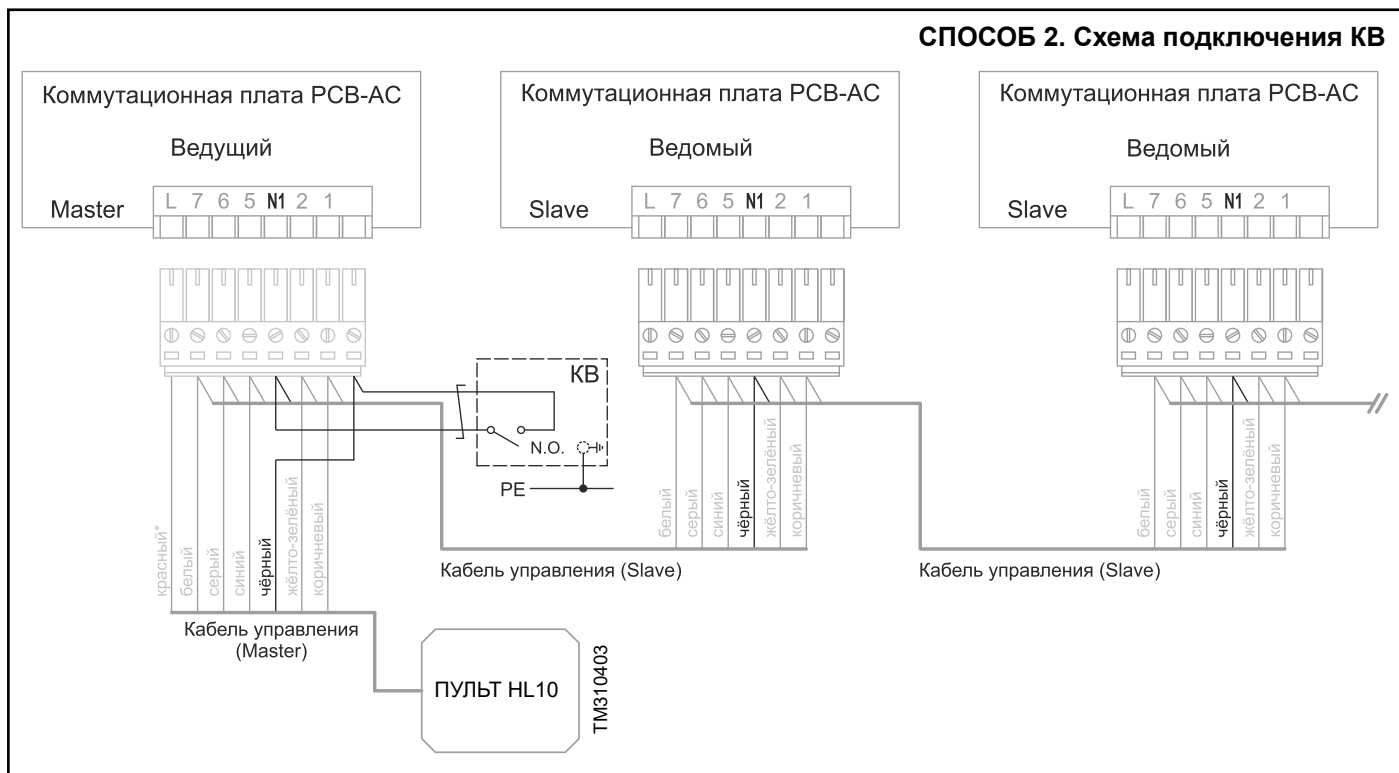 СПОСОБ 2. Схема подключения КВ
Коммутационная плата PCB-AC
Ведущий
Master
L 7 6 5 N1 2 1
Коммутационная плата PCB-AC
Ведомый
Slave
L 7 6 5 N1 2 1
Коммутационная плата PCB-AC
Ведомый
Slave
L 7 6 5 N1 2 1
КВ
N.O.
PE
красный*
белый
серый
синий
чёрный
жёлто-зелёный
коричневый
белый
серый
синий
чёрный
жёлто-зелёный
коричневый
белый
серый
синий
чёрный
жёлто-зелёный
коричневый
Кабель управления (Slave)
Кабель управления (Slave)
Кабель управления
(Master)
ПУЛЬТ HL10
TM310403